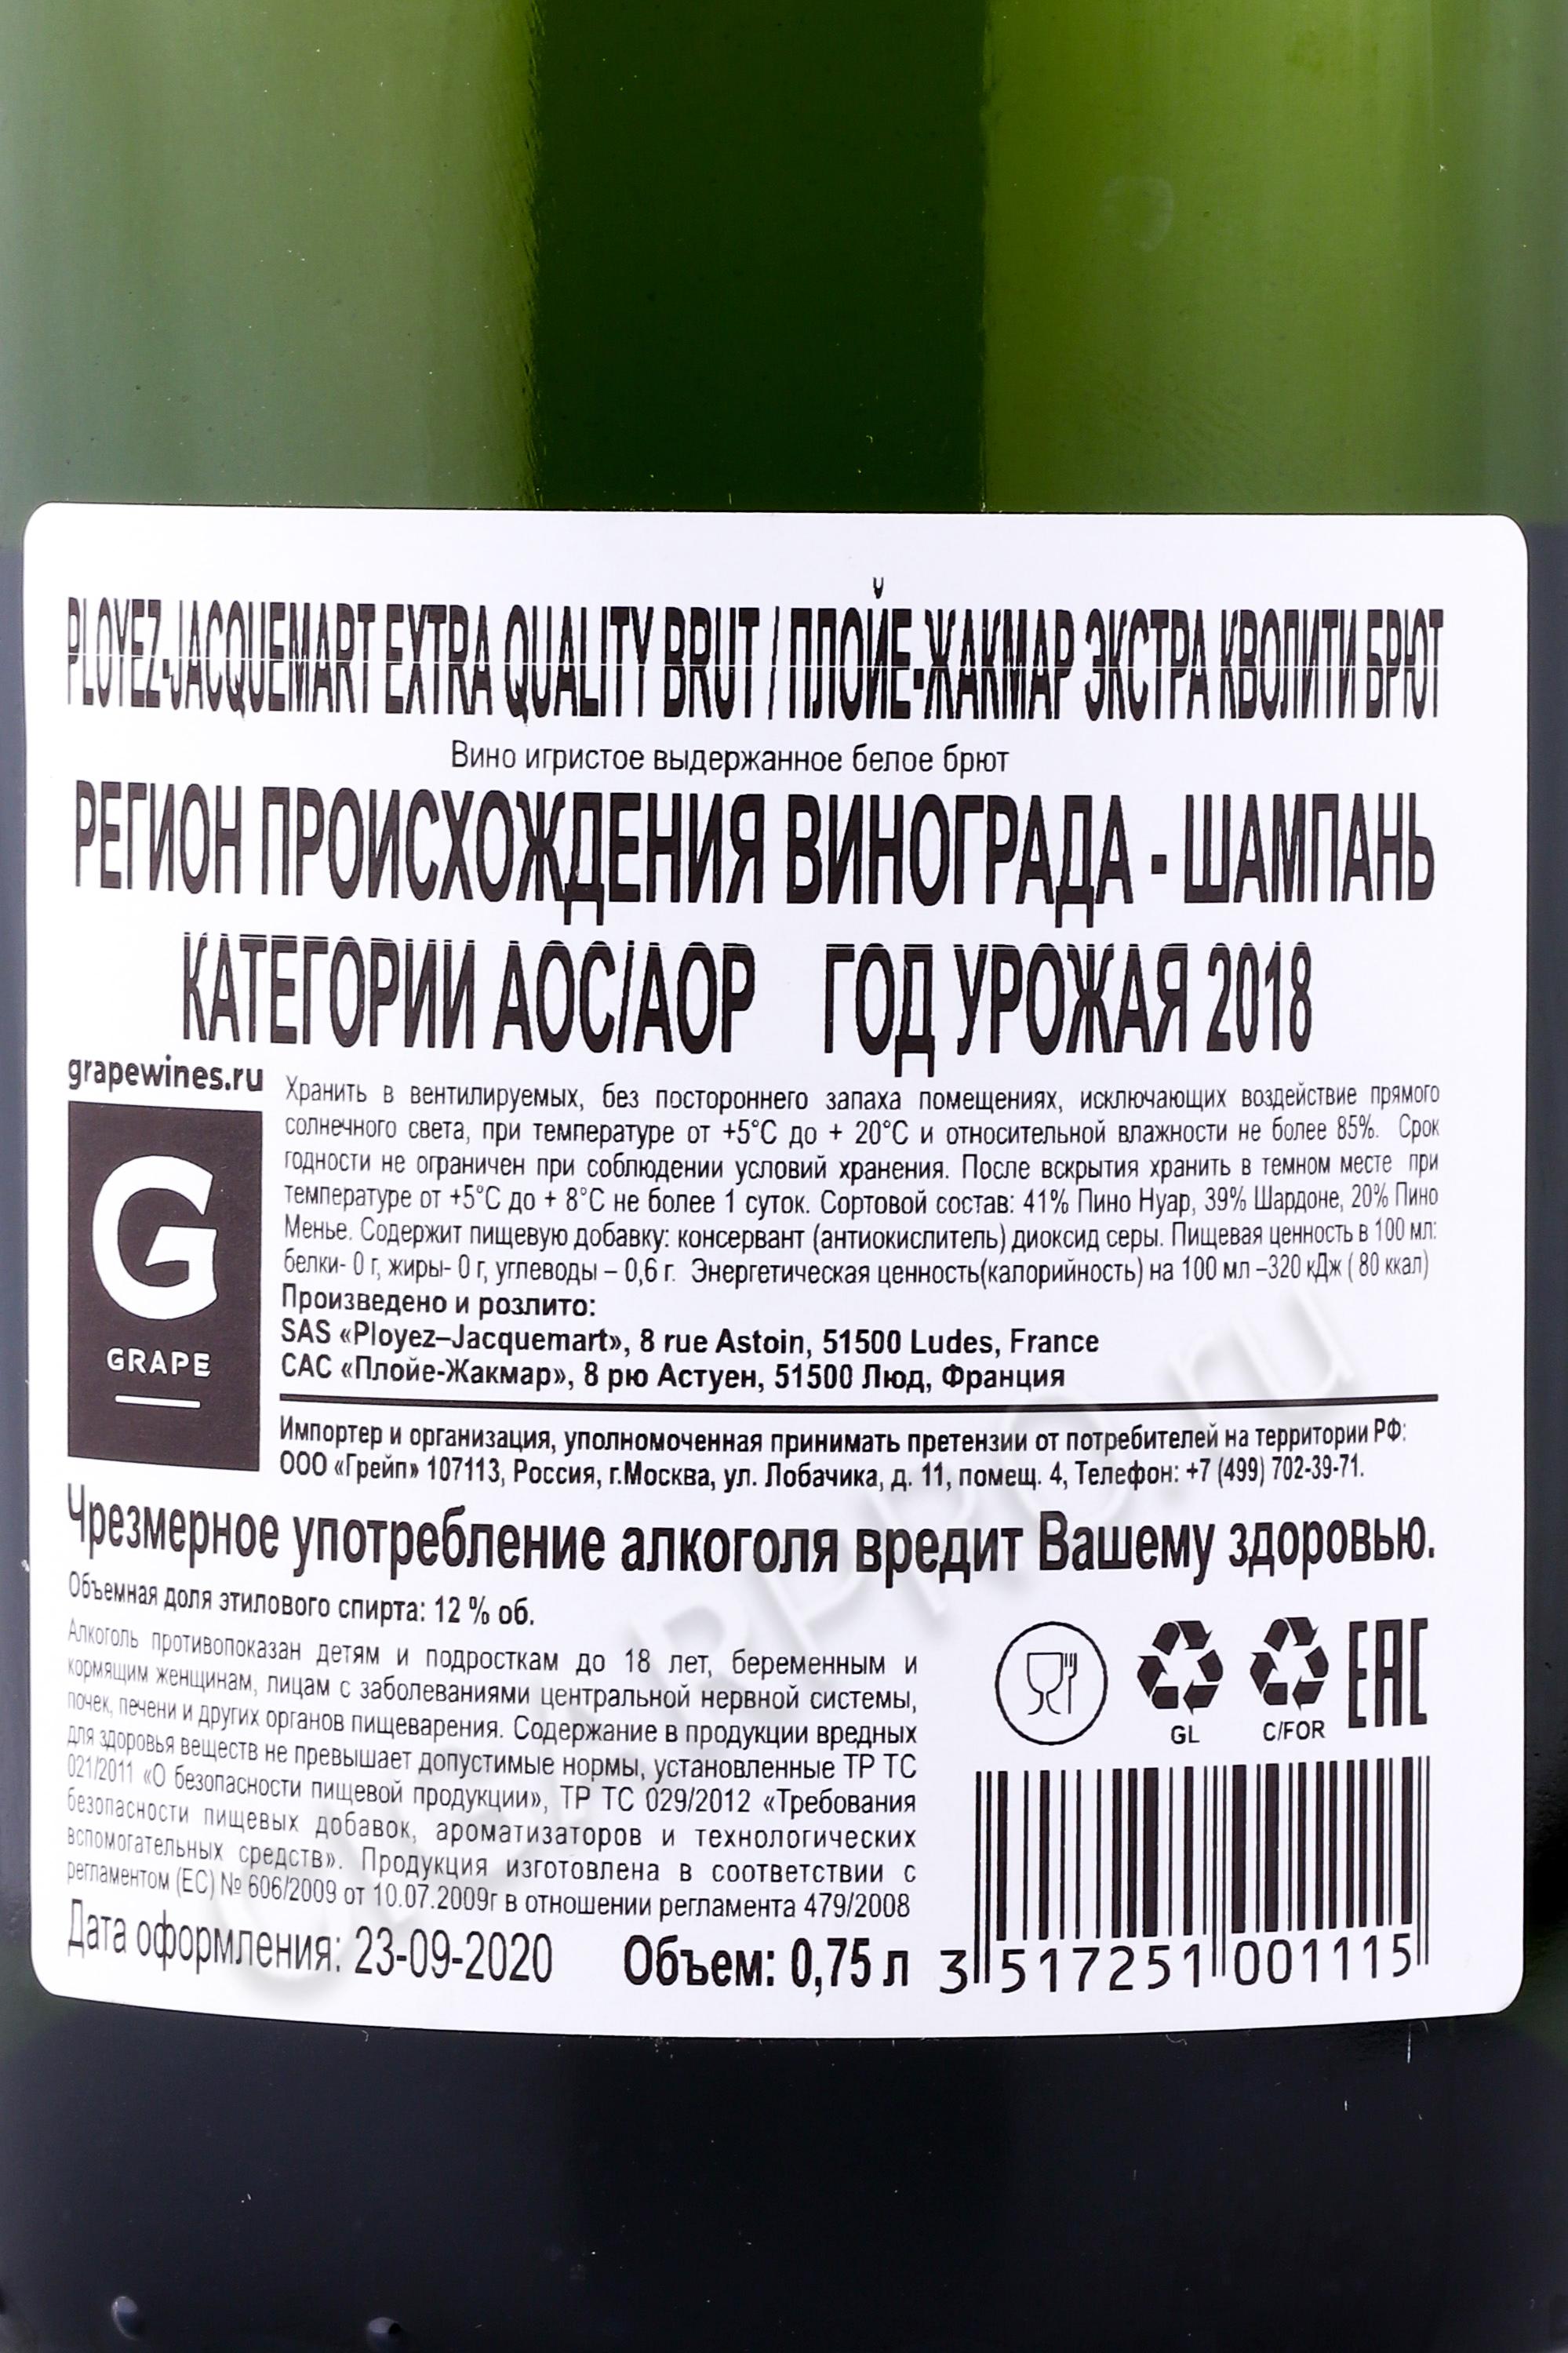 PLOYEZ-JACQUEMART EXTRA QUALITY BRUT / ПЛОЙЕ-ЖАКМАР ЭКСТРА КВОЛИТИ БРЮТ
Вино игристое выдержанное белое брют
РЕГИОН ПРОИСХОЖДЕНИЯ ВИНОГРАДА - ШАМПАНЬ
КАТЕГОРИИ AOC/AOP ГОД УРОЖАЯ 2018
grapewines.ru
G
GRAPE
Хранить в вентилируемых, без постороннего запаха помещениях, исключающих воздействие прямого
солнечного света, при температуре от +5°С до + 20°С и относительной влажности не более 85%. Срок
годности не ограничен при соблюдении условий хранения. После вскрытия хранить в темном месте при
температуре от +5°С до + 8°С не более 1 суток. Сортовой состав: 41% Пино Нуар, 39% Шардоне, 20% Пино
Менье. Содержит пищевую добавку: консервант (антиокислитель) диоксид серы. Пищевая ценность в 100 мл:
белки- 0 г, жиры- 0 г, углеводы – 0,6 г. Энергетическая ценность(калорийность) на 100 мл –320 кДж ( 80 ккал)
Произведено и розлито:
SAS «Ployez–Jacquemart», 8 rue Astoin, 51500 Ludes, France
САС «Плойе-Жакмар», 8 рю Астуен, 51500 Люд, Франция
Импортер и организация, уполномоченная принимать претензии от потребителей на территории РФ:
ООО «Грейп» 107113, Россия, г.Москва, ул. Лобачика, д. 11, помещ. 4, Телефон: +7 (499) 702-39-71.
Чрезмерное употребление алкоголя вредит Вашему здоровью.
Объемная доля этилового спирта: 12 % об.
Алкоголь противопоказан детям и подросткам до 18 лет, беременным и
кормящим женщинам, лицам с заболеваниями центральной нервной системы,
почек, печени и других органов пищеварения. Содержание в продукции вредных
для здоровья веществ не превышает допустимые нормы, установленные ТР ТС
021/2011 «О безопасности пищевой продукции», ТР ТС 029/2012 «Требования
безопасности пищевых добавок, ароматизаторов и технологических
вспомогательных средств». Продукция изготовлена в соответствии с
регламентом (ЕС) № 606/2009 от 10.07.2009г в отношении регламента 479/2008
GL C/FOR EAC
Дата оформления: 23-09-2020 Объем: 0,75 л
3 517251 001115
CIGARPRO.ru